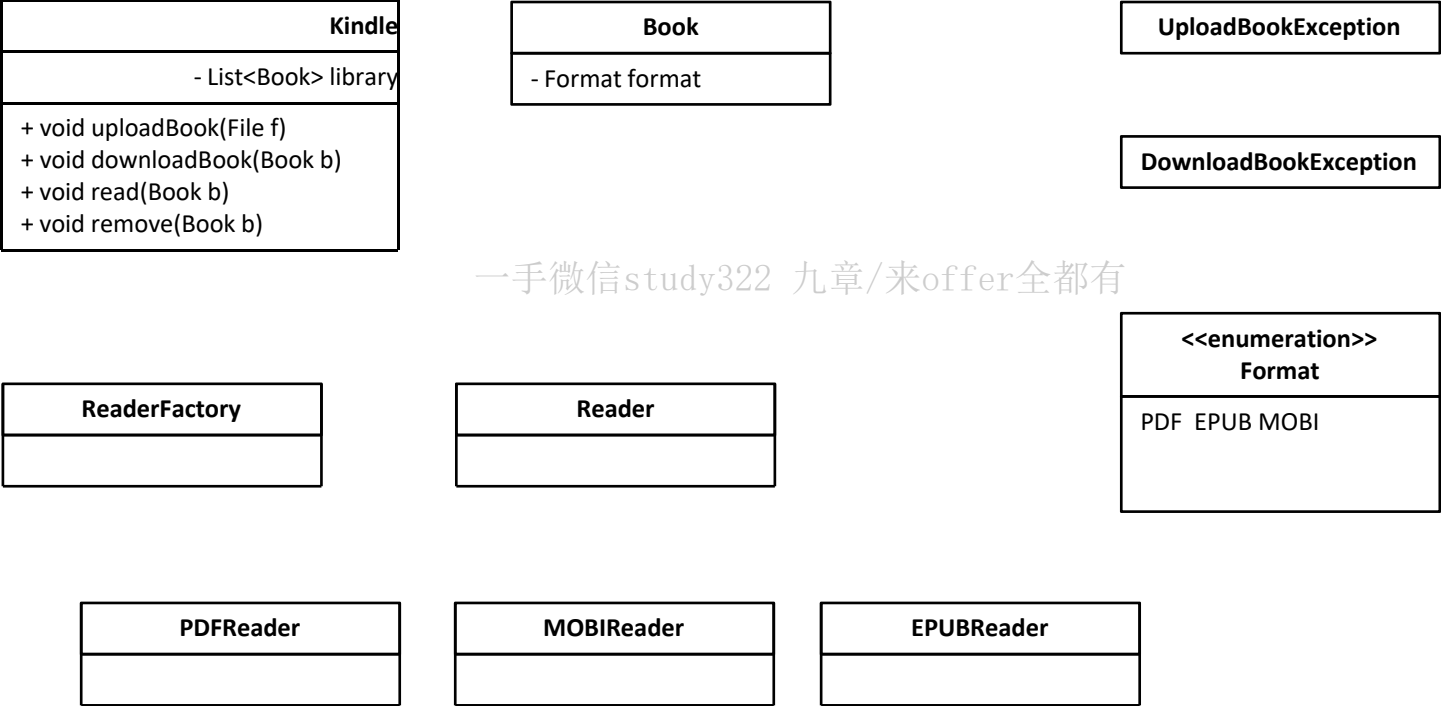 Kindle
- List<Book> library
+ void uploadBook(File f)
+ void downloadBook(Book b)
+ void read(Book b)
+ void remove(Book b)
Book
- Format format
UploadBookException
DownloadBookException
一手微信study322 九章/来offer全都有
<<enumeration>>
Format
PDF EPUB MOBI
ReaderFactory
Reader
PDFReader
MOBIReader
EPUBReader